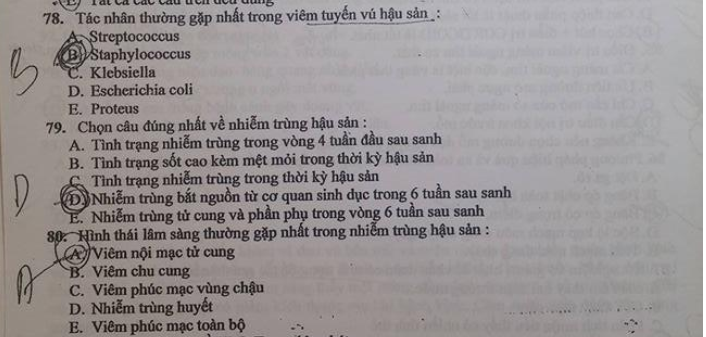 E. Tất cả các câu trên đều đúng
78. Tác nhân thường gặp nhất trong viêm tuyến vú hậu sản :
A. Streptococcus
B. Staphylococcus
C. Klebsiella
D. Escherichia coli
E. Proteus
B
79. Chọn câu đúng nhất về nhiễm trùng hậu sản :
A. Tình trạng nhiễm trùng trong vòng 4 tuần đầu sau sanh
B. Tình trạng sốt cao kèm mệt mỏi trong thời kỳ hậu sản
C. Tình trạng nhiễm trùng trong thời kỳ hậu sản
D. Nhiễm trùng bắt nguồn từ cơ quan sinh dục trong 6 tuần sau sanh
E. Nhiễm trùng tử cung và phần phụ trong vòng 6 tuần sau sanh
D
80. Hình thái lâm sàng thường gặp nhất trong nhiễm trùng hậu sản :
A. Viêm nội mạc tử cung
B. Viêm chu cung
C. Viêm phúc mạc vùng chậu
D. Nhiễm trùng huyết
E. Viêm phúc mạc toàn bộ
A